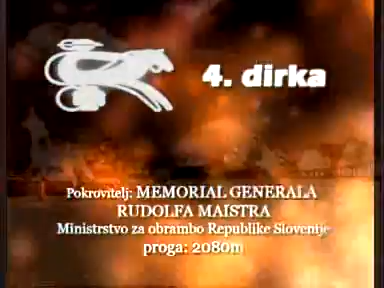 4. dirka
Pokrovitelj: MEMORIAL GENERALA
RUDOLFA MAISTRA
Ministrstvo za obrambo Republike Slovenije
proga: 2080m